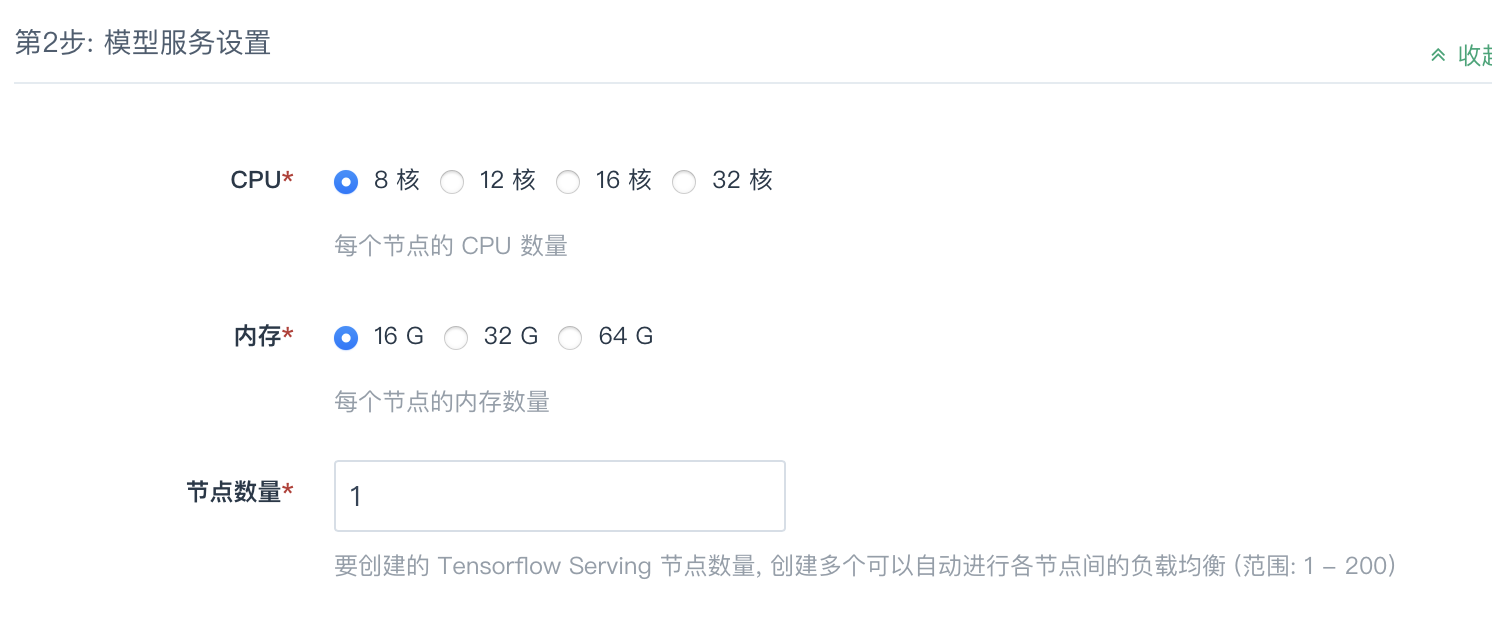 第2步: 模型服务设置
收起
CPU* 8 核 12 核 16 核 32 核
每个节点的 CPU 数量
内存* 16 G 32 G 64 G
每个节点的内存数量
节点数量* 1
要创建的 Tensorflow Serving 节点数量, 创建多个可以自动进行各节点间的负载均衡 (范围: 1 – 200)